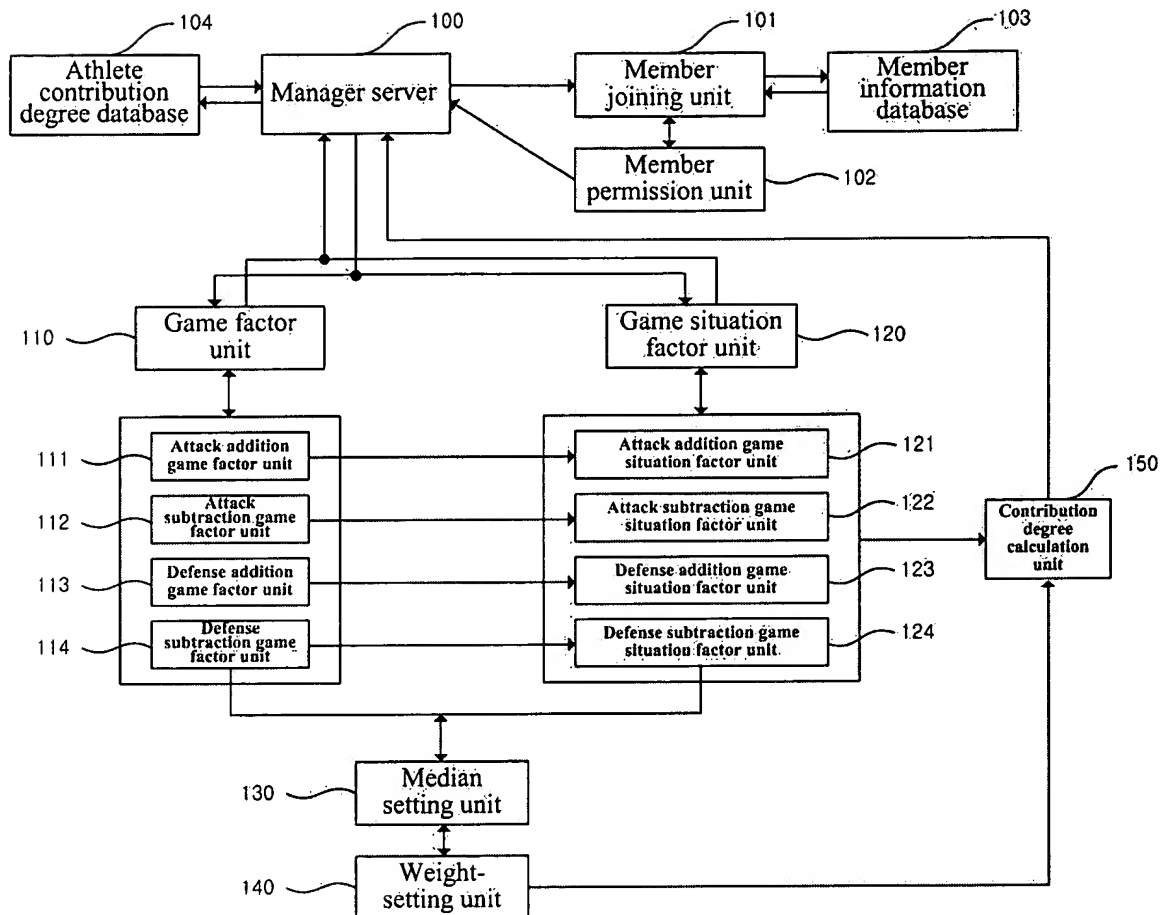 104
100
101
103
Athlete
contribution
degree database
Manager server
Member
joining unit
Member
information
database
Member
permission unit
102
110
Game factor
unit
Game situation
factor unit
120
111
Attack addition
game factor unit
Attack addition game
situation factor unit
121
112
Attack
subtraction game
factor unit
Attack subtraction game
situation factor unit
122
113
Defense addition
game factor unit
Defense addition game
situation factor unit
123
114
Defense
subtraction game
factor unit
Defense subtraction game
situation factor unit
124
150
Contribution
degree
calculation
unit
130
Median
setting unit
140
Weight-
setting unit